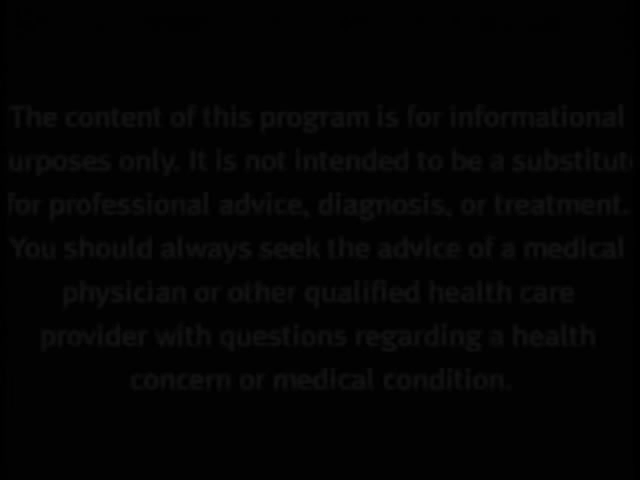 The content of this program is for informational
urposes only. It is not intended to be a substitut
for professional advice, diagnosis, or treatment.
You should always seek the advice of a medical
physician or other qualified health care
provider with questions regarding a health
concern or medical condition.